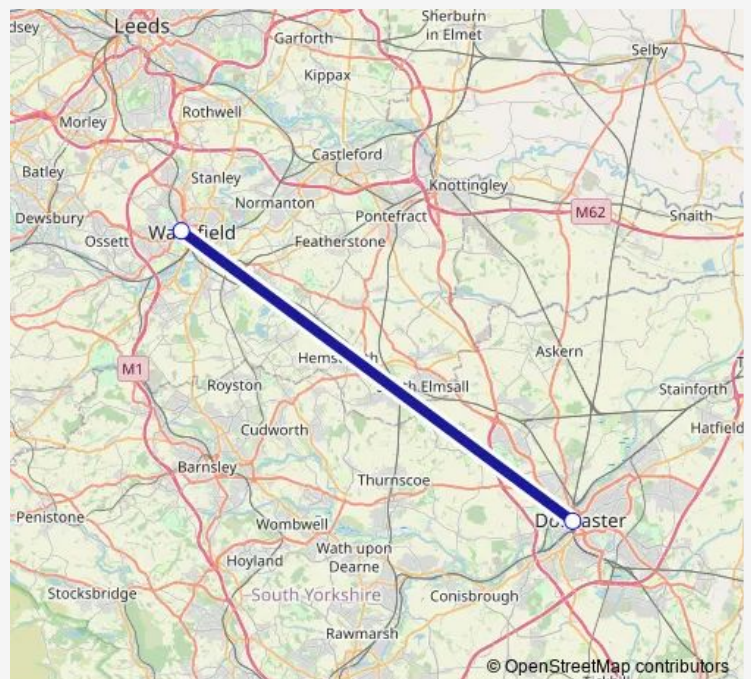 Sherburn
in Elmet
Leeds
Garforth
Selby
Kippax
Rothwell
Morley
Castleford
Batley
Stanley
Knottingley
Normanton
Dewsbury
Pontefract
M62
Snaith
Ossett
Featherstone
Askern
M1
Royston
Elmsall
Stainforth
Cudworth
Hatfield
Barnsley
Thurnscoe
Penistone
Wombwell
Wath upon
Dearne
Hoyland
Stocksbridge
South Yorkshire
Conisbrough
Rawmarsh
© OpenStreetMap contributors